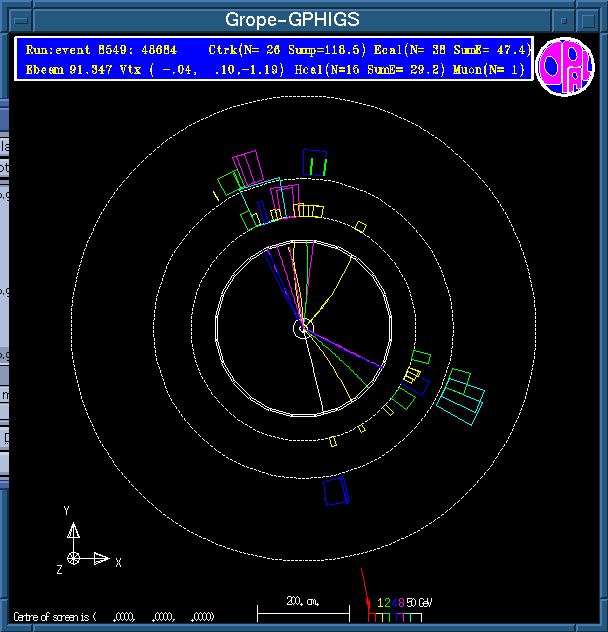 Grope-GPHIGS
Run:event 8549: 48684 Ctrk(N= 26 Sump=118.5) Ecal(N= 38 SumE= 47.4)
Ebeam 91.347 Vtx ( -.04, .10,-1.19) Hcal(N=15 SumE= 29.2) Muon(N= 1)
OPAL
Y
X
Z
200. cm.
1 2 4 8 50 GeV
Centre of screen is ( .0000, .0000, .0000)